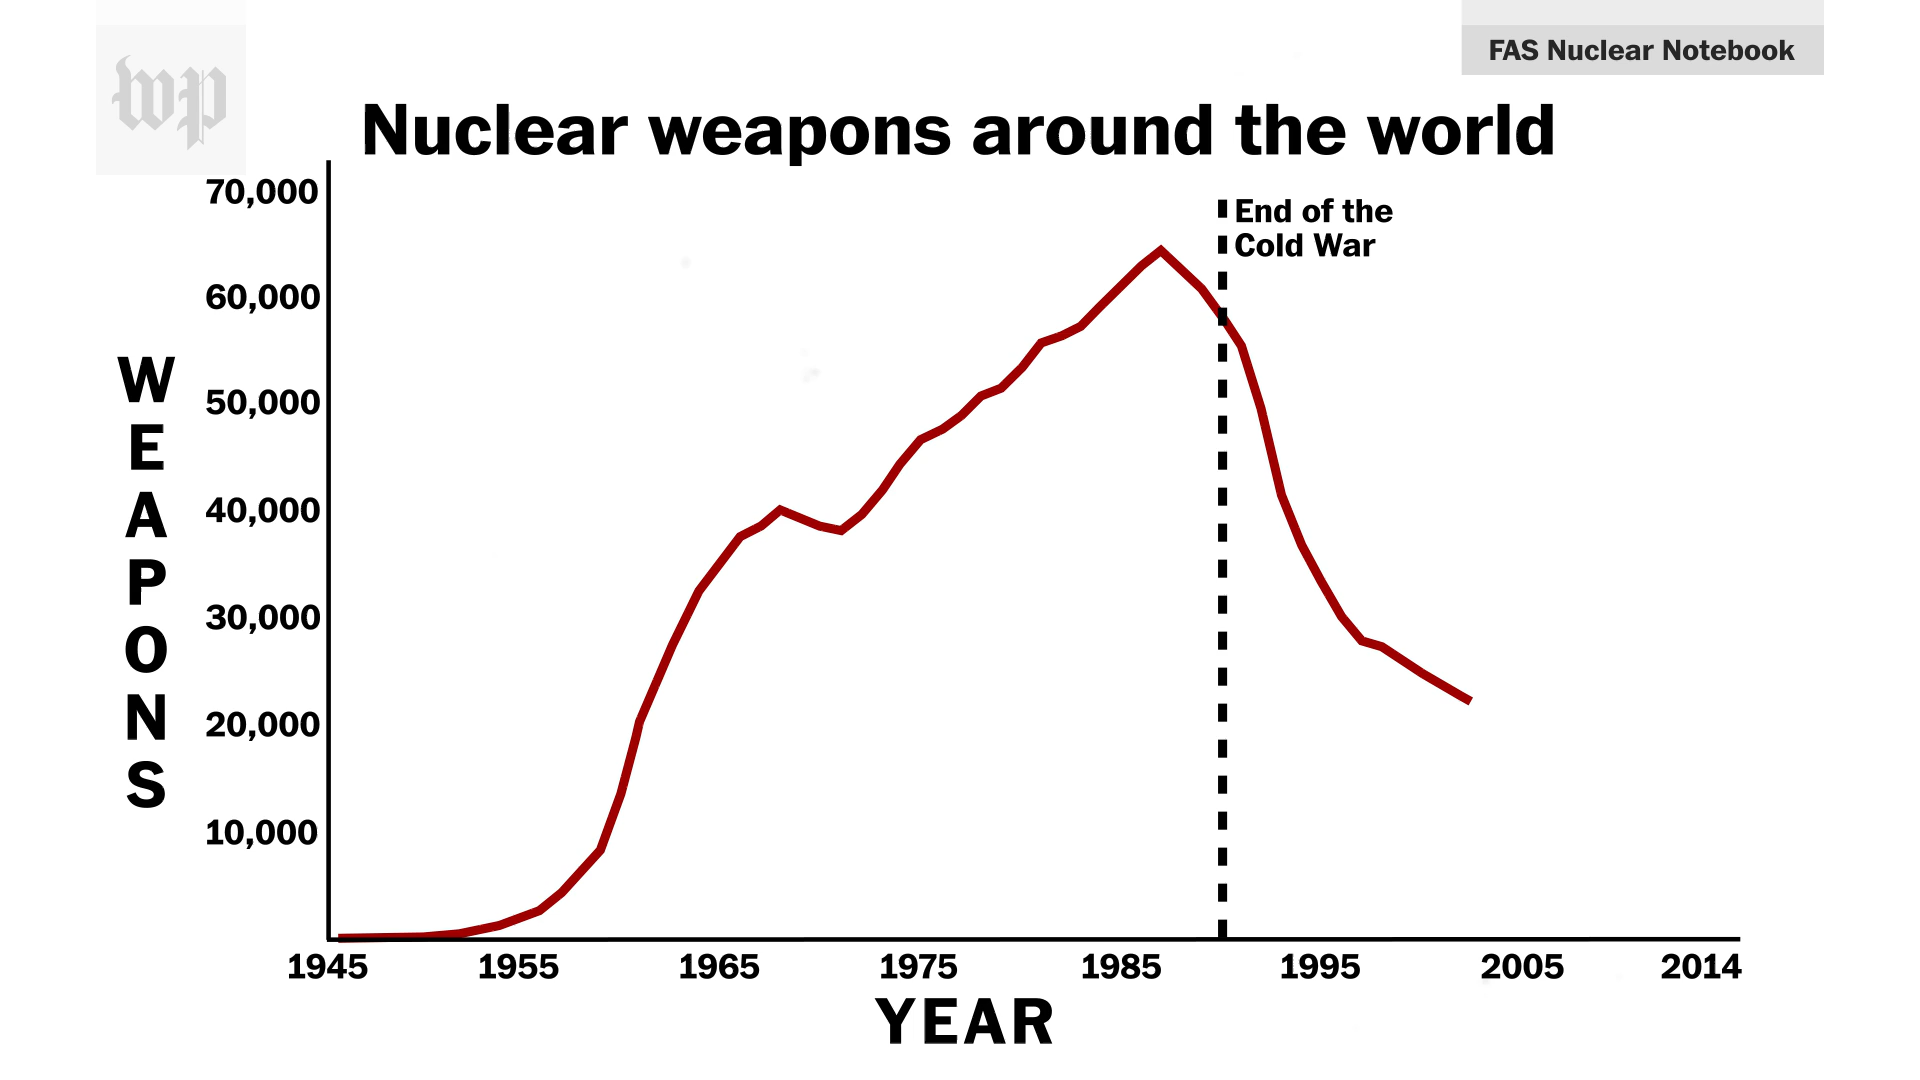 wp
FAS Nuclear Notebook
Nuclear weapons around the world
End of the
Cold War
70,000
60,000
50,000
40,000
30,000
20,000
10,000
WEAPONS
1945 1955 1965 1975 1985 1995 2005 2014
YEAR